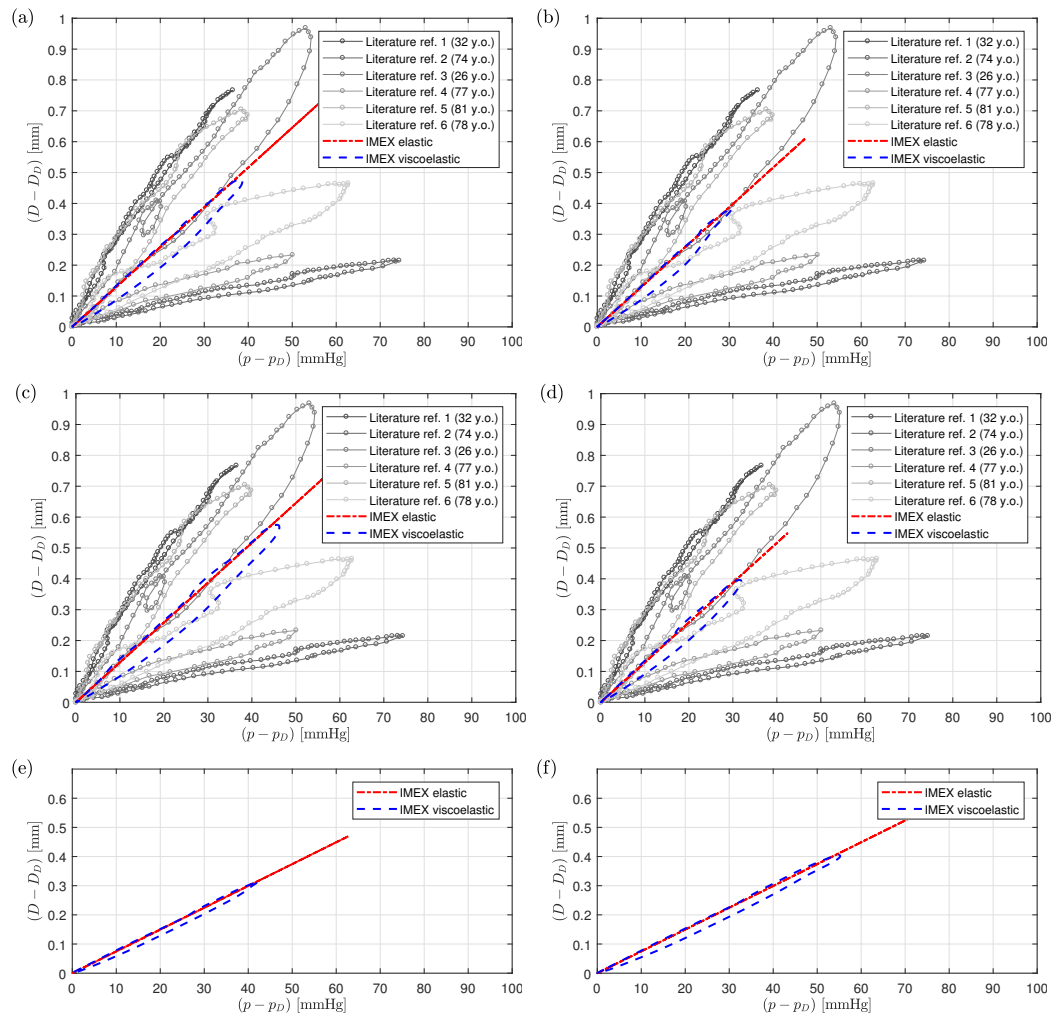 (a)
1
0.9
0.8
0.7
0.6
0.5
0.4
0.3
0.2
0.1
0
(D − D_D) [mm]
Literature ref. 1 (32 y.o.)
Literature ref. 2 (74 y.o.)
Literature ref. 3 (26 y.o.)
Literature ref. 4 (77 y.o.)
Literature ref. 5 (81 y.o.)
Literature ref. 6 (78 y.o.)
IMEX elastic
IMEX viscoelastic
0 10 20 30 40 50 60 70 80 90 100
(p − p_D) [mmHg]
(b)
1
0.9
0.8
0.7
0.6
0.5
0.4
0.3
0.2
0.1
0
(D − D_D) [mm]
Literature ref. 1 (32 y.o.)
Literature ref. 2 (74 y.o.)
Literature ref. 3 (26 y.o.)
Literature ref. 4 (77 y.o.)
Literature ref. 5 (81 y.o.)
Literature ref. 6 (78 y.o.)
IMEX elastic
IMEX viscoelastic
0 10 20 30 40 50 60 70 80 90 100
(p − p_D) [mmHg]
(c)
1
0.9
0.8
0.7
0.6
0.5
0.4
0.3
0.2
0.1
0
(D − D_D) [mm]
Literature ref. 1 (32 y.o.)
Literature ref. 2 (74 y.o.)
Literature ref. 3 (26 y.o.)
Literature ref. 4 (77 y.o.)
Literature ref. 5 (81 y.o.)
Literature ref. 6 (78 y.o.)
IMEX elastic
IMEX viscoelastic
0 10 20 30 40 50 60 70 80 90 100
(p − p_D) [mmHg]
(d)
1
0.9
0.8
0.7
0.6
0.5
0.4
0.3
0.2
0.1
0
(D − D_D) [mm]
Literature ref. 1 (32 y.o.)
Literature ref. 2 (74 y.o.)
Literature ref. 3 (26 y.o.)
Literature ref. 4 (77 y.o.)
Literature ref. 5 (81 y.o.)
Literature ref. 6 (78 y.o.)
IMEX elastic
IMEX viscoelastic
0 10 20 30 40 50 60 70 80 90 100
(p − p_D) [mmHg]
(e)
0.6
0.5
0.4
0.3
0.2
0.1
0
(D − D_D) [mm]
IMEX elastic
IMEX viscoelastic
0 10 20 30 40 50 60 70 80 90 100
(p − p_D) [mmHg]
(f)
0.6
0.5
0.4
0.3
0.2
0.1
0
(D − D_D) [mm]
IMEX elastic
IMEX viscoelastic
0 10 20 30 40 50 60 70 80 90 100
(p − p_D) [mmHg]